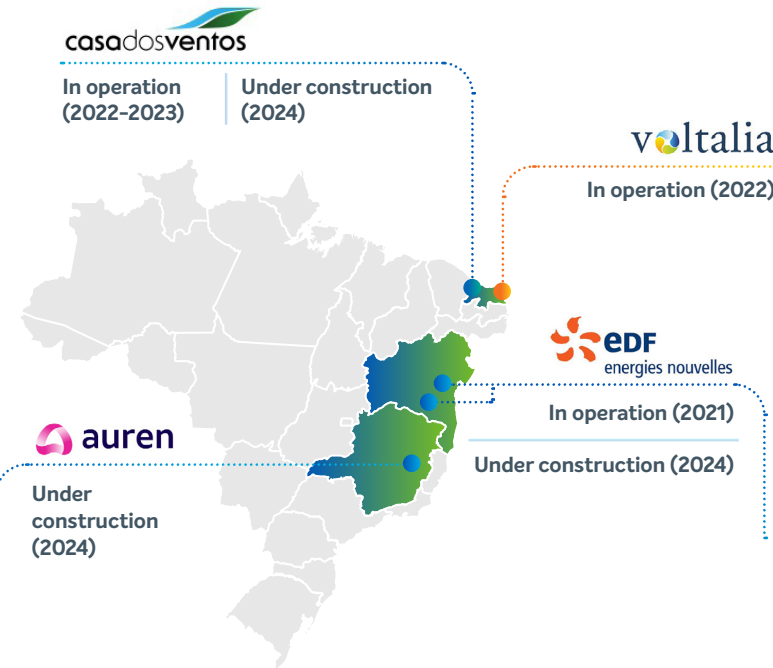 casadosventos
In operation
(2022-2023)
Under construction
(2024)
voltalia
In operation (2022)
eDF
energies nouvelles
In operation (2021)
Under construction (2024)
auren
Under
construction
(2024)